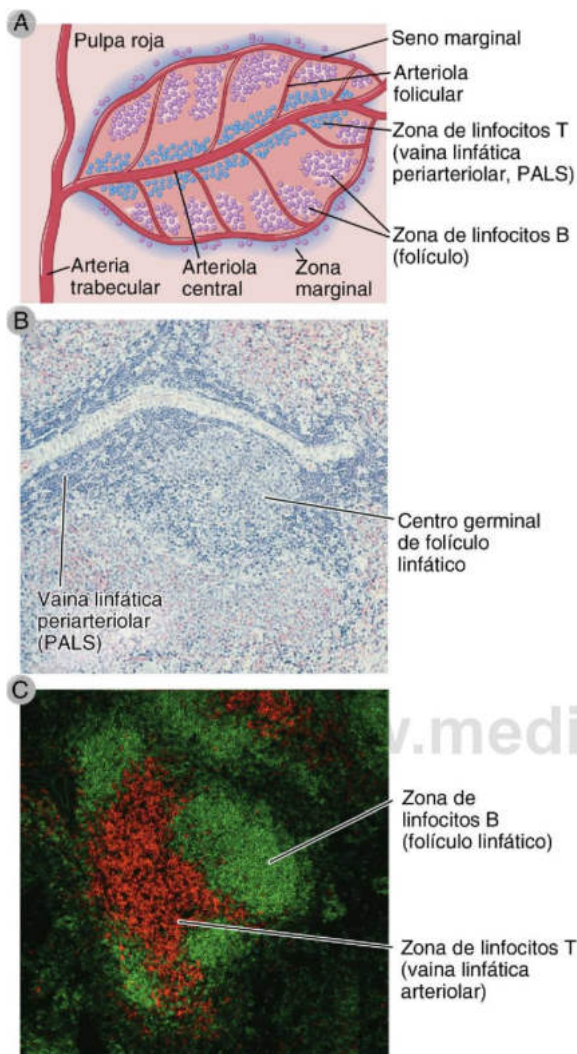 A
Pulpa roja
Seno marginal
Arteriola
folicular
Zona de linfocitos T
(vaina linfática
periarteriolar, PALS)
Zona de linfocitos B
(folículo)
Arteria
trabecular
Arteriola
central
Zona
marginal
B
Centro germinal
de folículo
linfático
Vaina linfática
periarteriolar
(PALS)
C
w.medi
Zona de
linfocitos B
(folículo linfático)
Zona de linfocitos T
(vaina linfática
arteriolar)